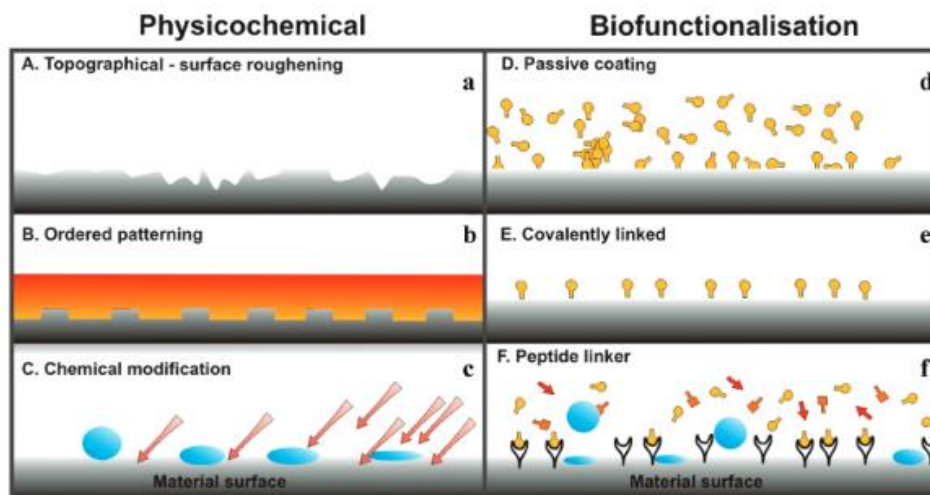 Physicochemical
Biofunctionalisation
A. Topographical - surface roughening
a
D. Passive coating
d
B. Ordered patterning
b
E. Covalently linked
e
C. Chemical modification
c
F. Peptide linker
f
Material surface
Material surface